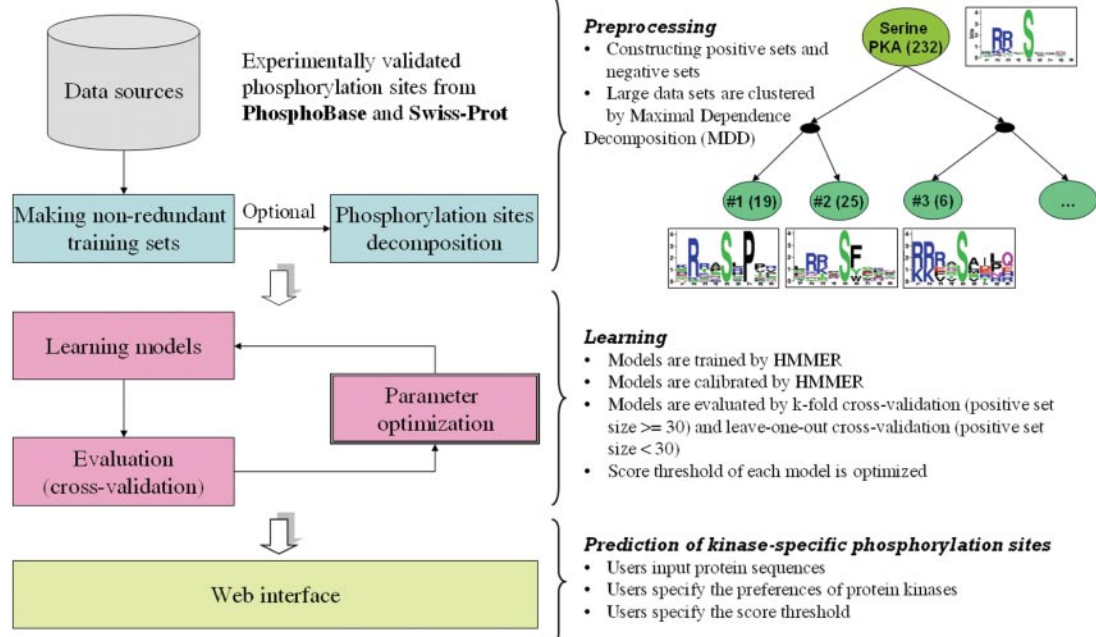 Data sources
Experimentally validated
phosphorylation sites from
PhosphoBase and Swiss-Prot
Making non-redundant
training sets
Optional
Phosphorylation sites
decomposition
Learning models
Parameter
optimization
Evaluation
(cross-validation)
Web interface
Preprocessing
• Constructing positive sets and
negative sets
• Large data sets are clustered
by Maximal Dependence
Decomposition (MDD)
Serine
PKA (232)
#1 (19)
#2 (25)
#3 (6)
...
Learning
• Models are trained by HMMER
• Models are calibrated by HMMER
• Models are evaluated by k-fold cross-validation (positive set
size >= 30) and leave-one-out cross-validation (positive set
size < 30)
• Score threshold of each model is optimized
Prediction of kinase-specific phosphorylation sites
• Users input protein sequences
• Users specify the preferences of protein kinases
• Users specify the score threshold